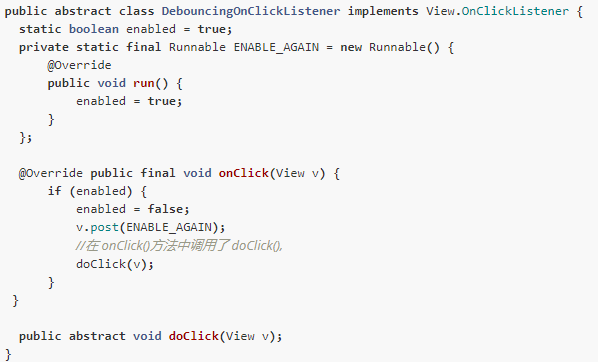 public abstract class DebouncingOnClickListener implements View.OnClickListener {
  static boolean enabled = true;
  private static final Runnable ENABLE_AGAIN = new Runnable() {
      @Override
      public void run() {
          enabled = true;
      }
  };

  @Override public final void onClick(View v) {
      if (enabled) {
          enabled = false;
          v.post(ENABLE_AGAIN);
          //在 onClick()方法中调用了 doClick(),
          doClick(v);
      }
 }

  public abstract void doClick(View v);
}